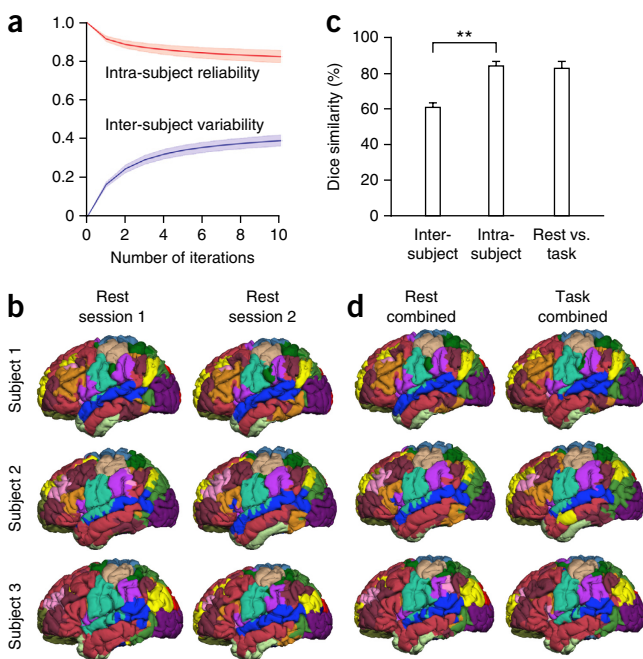 a
1.0
0.8
0.6
0.4
0.2
0
Intra-subject reliability
Inter-subject variability
0 2 4 6 8 10
Number of iterations
c
Dice similarity (%)
100
80
60
40
20
0
**
Inter-
subject
Intra-
subject
Rest vs.
task
b
Rest
session 1
Rest
session 2
Subject 1
Subject 2
Subject 3
d
Rest
combined
Task
combined